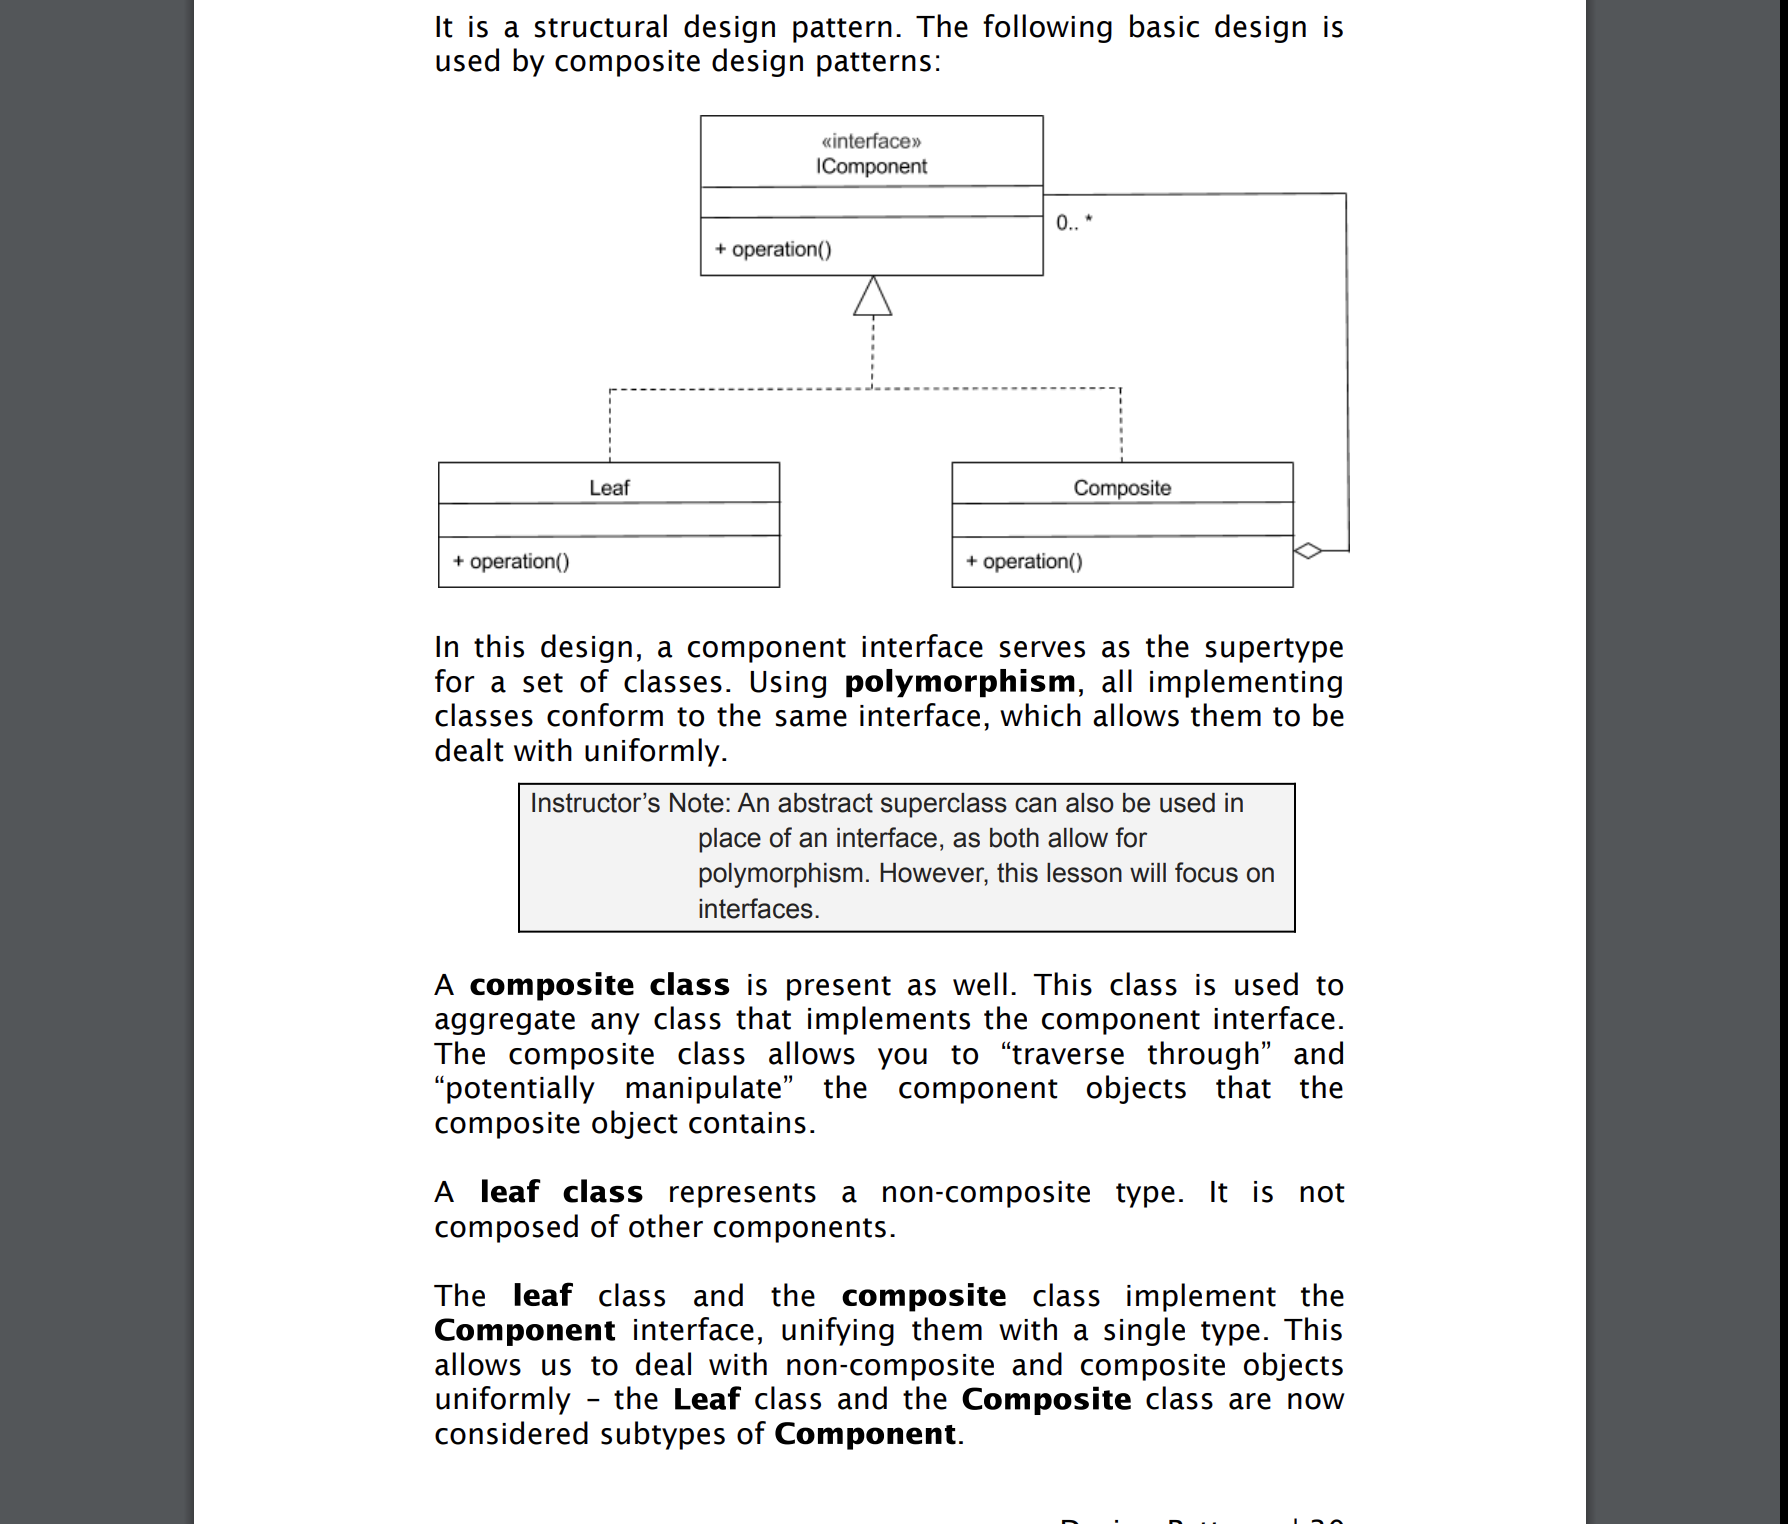 It is a structural design pattern. The following basic design is
used by composite design patterns:
«interface»
IComponent
0.. *
+ operation()
Leaf
Composite
+ operation()
+ operation()
In this design, a component interface serves as the supertype
for a set of classes. Using polymorphism, all implementing
classes conform to the same interface, which allows them to be
dealt with uniformly.
Instructor’s Note: An abstract superclass can also be used in
place of an interface, as both allow for
polymorphism. However, this lesson will focus on
interfaces.
A composite class is present as well. This class is used to
aggregate any class that implements the component interface.
The composite class allows you to “traverse through” and
“potentially manipulate” the component objects that the
composite object contains.
A leaf class represents a non-composite type. It is not
composed of other components.
The leaf class and the composite class implement the
Component interface, unifying them with a single type. This
allows us to deal with non-composite and composite objects
uniformly – the Leaf class and the Composite class are now
considered subtypes of Component.